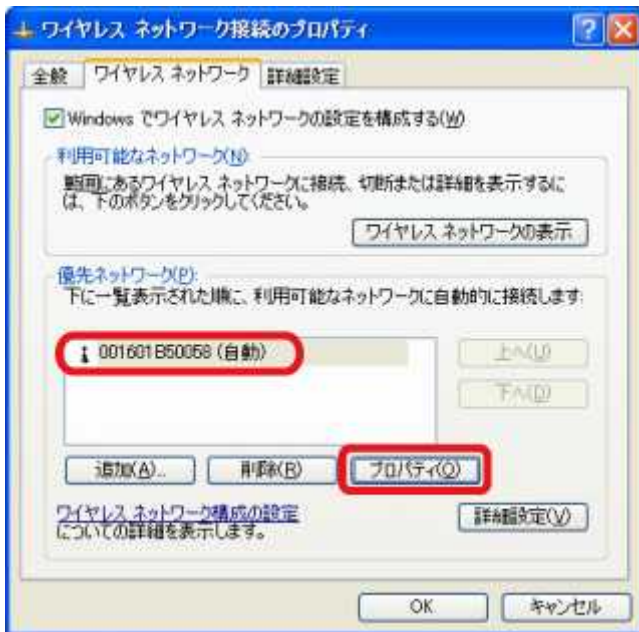 ワイヤレス ネットワーク接続のプロパティ
全般 ワイヤレス ネットワーク 詳細設定
Windows でワイヤレス ネットワークの設定を構成する(W)
利用可能なネットワーク(N):
範囲にあるワイヤレス ネットワークに接続、切断または詳細を表示するに
は、下のボタンをクリックしてください。
ワイヤレス ネットワークの表示
優先ネットワーク(P):
下に一覧表示された順に、利用可能なネットワークに自動的に接続します:
001601B50058 (自動)
上へ(U)
下へ(D)
追加(A)... 削除(R) プロパティ(O)
ワイヤレス ネットワーク構成の設定
についての詳細を表示します。
詳細設定(V)
OK キャンセル